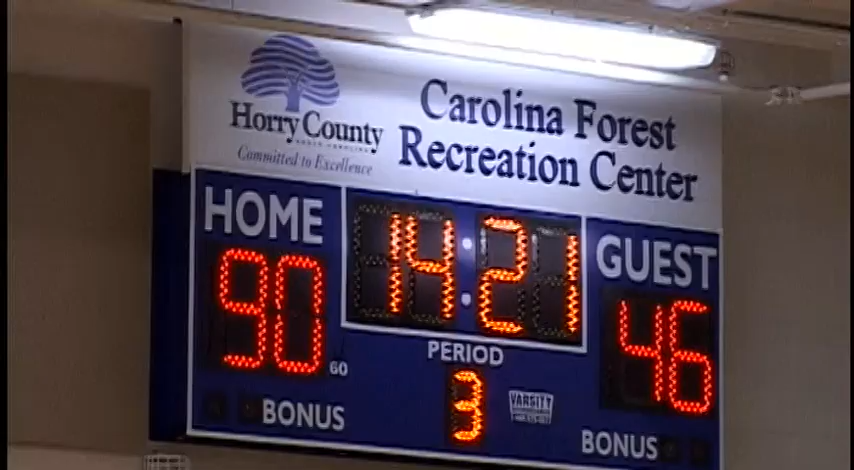 Horry County
SOUTH CAROLINA
Committed to Excellence
Carolina Forest
Recreation Center
HOME
14:21
GUEST
90
46
60
PERIOD
3
VARSITY
BONUS
BONUS